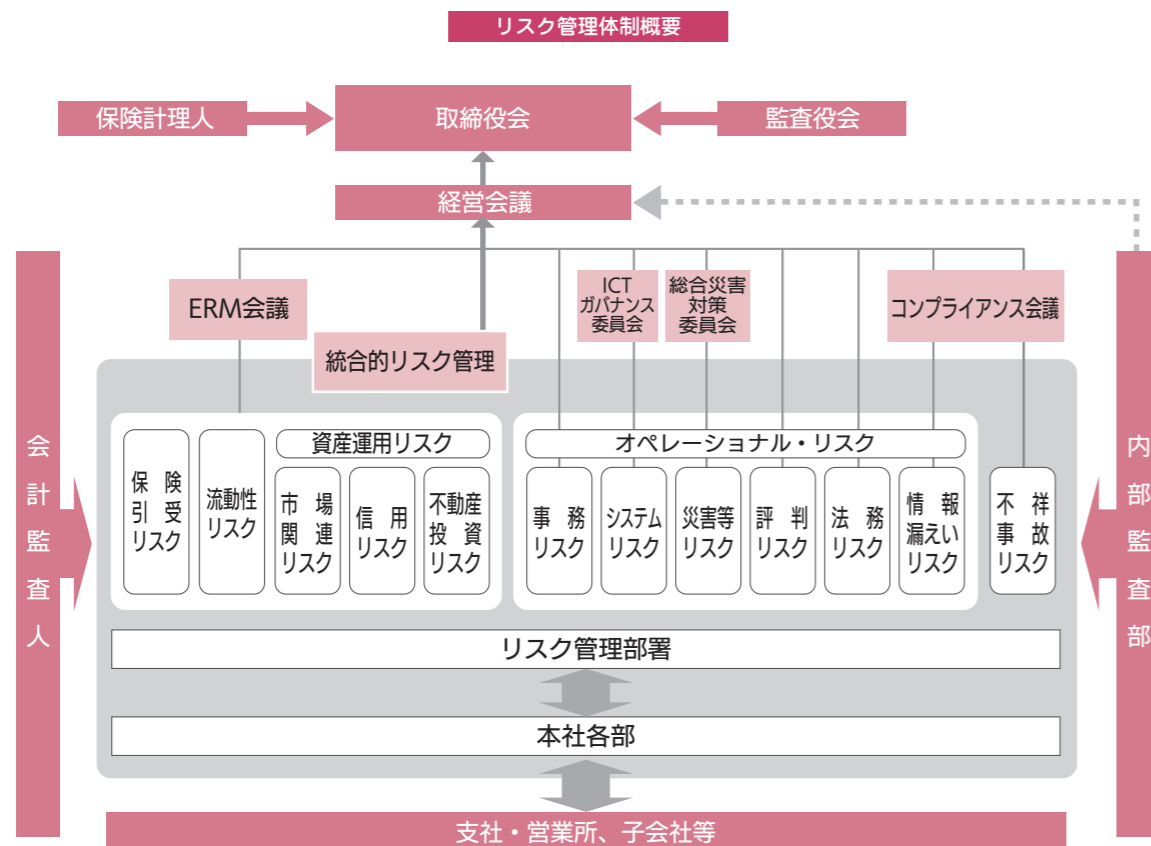 リスク管理体制概要
保険計理人
取締役会
監査役会
経営会議
ERM会議
ICT
ガバナンス
委員会
総合災害
対策
委員会
コンプライアンス会議
統合的リスク管理
会計監査人
内部監査部
保険
引受
リスク
流動性
リスク
資産運用リスク
市場
関連
リスク
信用
リスク
不動産
投資
リスク
オペレーショナル・リスク
事務
リスク
システム
リスク
災害等
リスク
評判
リスク
法務
リスク
情報
漏えい
リスク
不祥
事故
リスク
リスク管理部署
本社各部
支社・営業所、子会社等